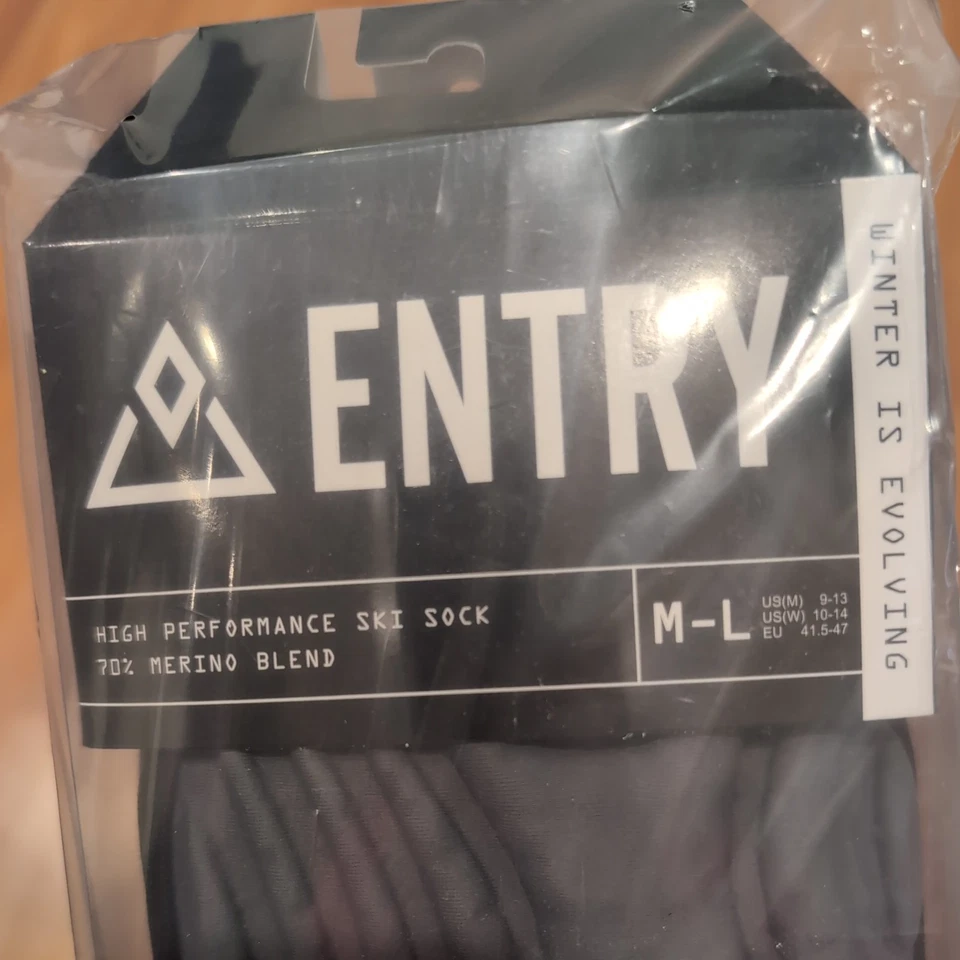 ENTRY
HIGH PERFORMANCE SKI SOCK
70% MERINO BLEND
M-L
US(M) 9-13
US(W) 10-14
EU 41.5-47
WINTER IS EVOLVING